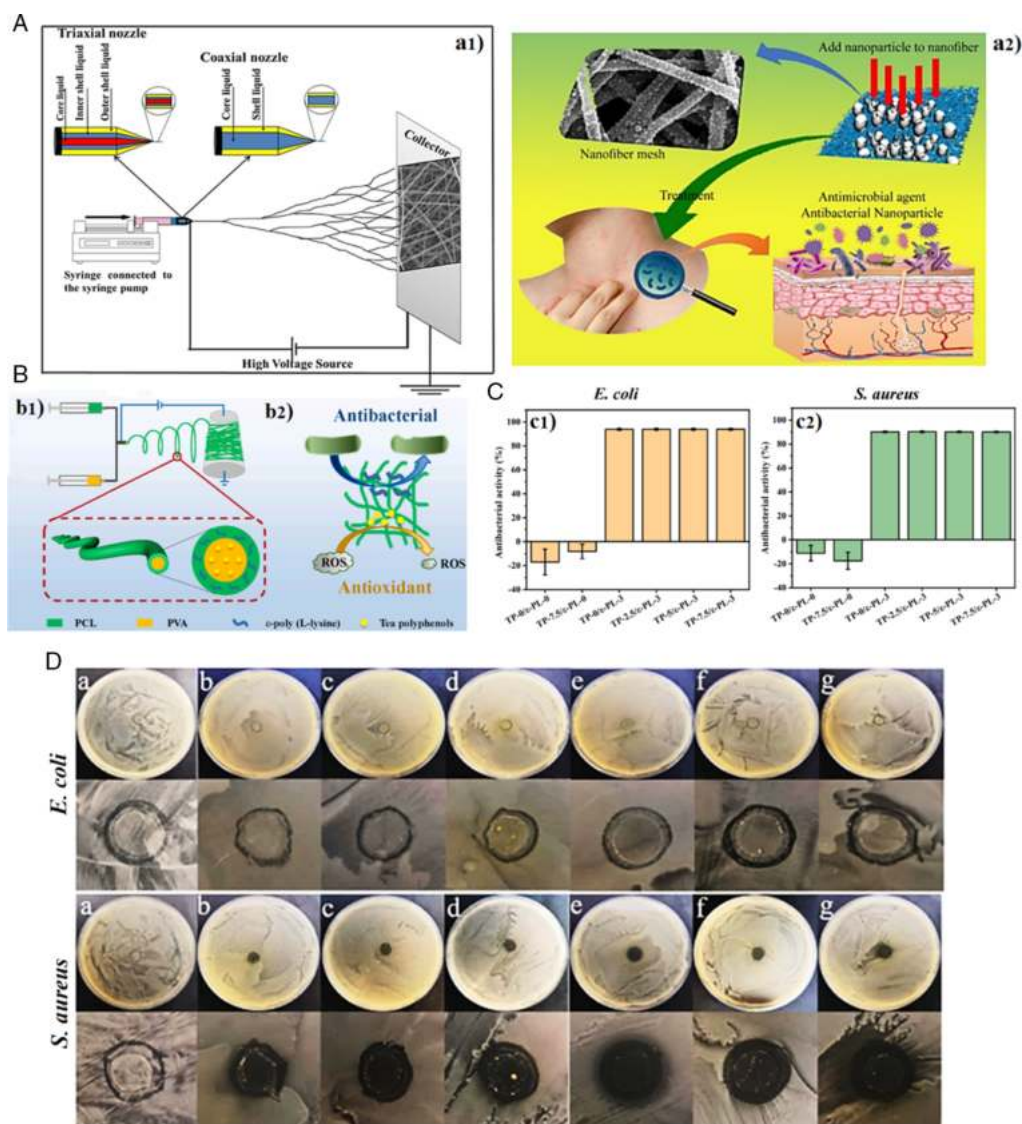 A
a1)
Triaxial nozzle
Core liquid
Inner shell liquid
Outer shell liquid
Coaxial nozzle
Core liquid
Shell liquid
Collector
Syringe connected to
the syringe pump
High Voltage Source
a2)
Add nanoparticle to nanofiber
Nanofiber mesh
Treatment
Antimicrobial agent
Antibacterial Nanoparticle
B
b1)
b2)
Antibacterial
ROS
ROS
Antioxidant
PCL
PVA
ε-poly (L-lysine)
Tea polyphenols
C
E. coli
c1)
Antibacterial activity (%)
100
80
60
40
20
0
-20
-40
TP-0/ε-PL-0
TP-7.5/ε-PL-0
TP-0/ε-PL-3
TP-2.5/ε-PL-3
TP-5/ε-PL-3
TP-7.5/ε-PL-3
S. aureus
c2)
Antibacterial activity (%)
100
80
60
40
20
0
-20
-40
TP-0/ε-PL-0
TP-7.5/ε-PL-0
TP-0/ε-PL-3
TP-2.5/ε-PL-3
TP-5/ε-PL-3
TP-7.5/ε-PL-3
D
E. coli
a b c d e f g
S. aureus
a b c d e f g